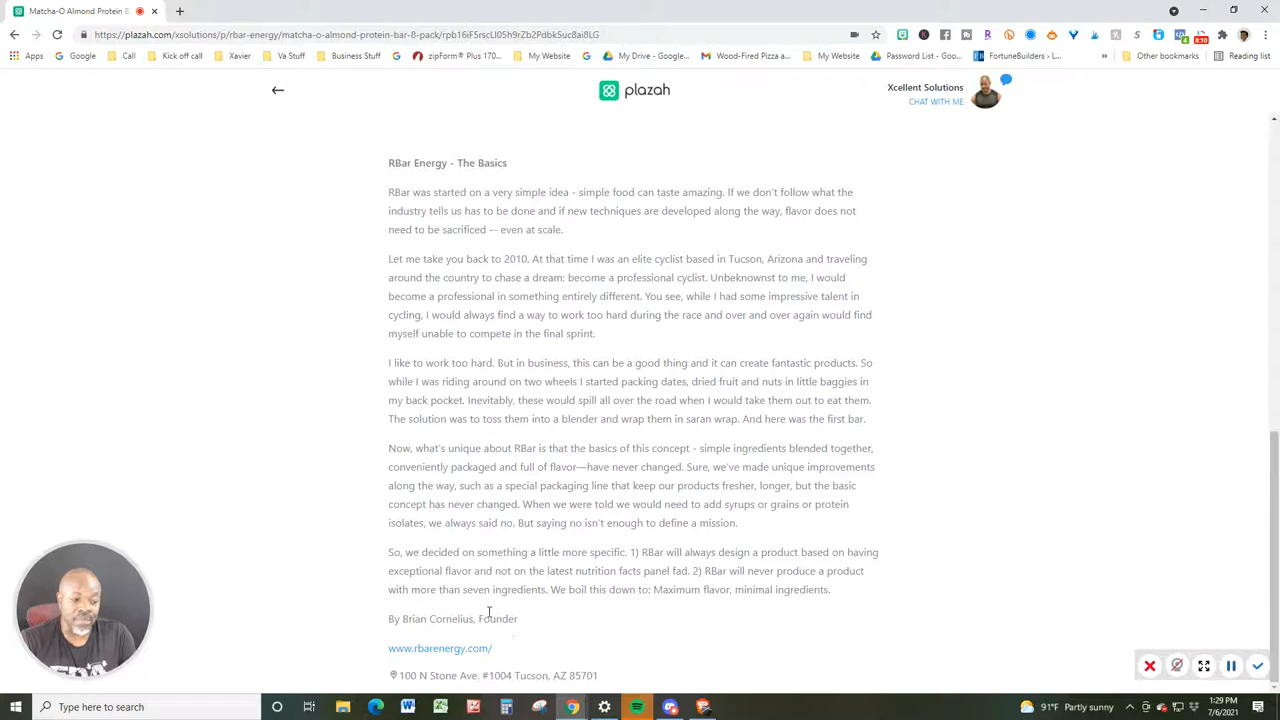 Matcha-O Almond Protein B
https://plazah.com/xsolutions/p/rbar-energy/matcha-o-almond-protein-bar-8-pack/
Apps
Google
Call
Kick off call
Xavier
Va Stuff
Business Stuff
zipForm® Plus 170...
My Website
My Drive - Google...
Wood-Fired Pizza a...
My Website
Password List - Goo...
FortuneBuilders / L...
»
Other bookmarks
Reading list
plazah
Xcellent Solutions
CHAT WITH ME
RBar Energy - The Basics
RBar was started on a very simple idea - simple food can taste amazing. If we don't follow what the
industry tells us has to be done and if new techniques are developed along the way, flavor does not
need to be sacrificed -- even at scale.
Let me take you back to 2010. At that time I was an elite cyclist based in Tucson, Arizona and traveling
around the country to chase a dream: become a professional cyclist. Unbeknownst to me, I would
become a professional in something entirely different. You see, while I had some impressive talent in
cycling, I would always find a way to work too hard during the race and over and over again would find
myself unable to compete in the final sprint.
I like to work too hard. But in business, this can be a good thing and it can create fantastic products. So
while I was riding around on two wheels I started packing dates, dried fruit and nuts in little baggies in
my back pocket. Inevitably, these would spill all over the road when I would take them out to eat them.
The solution was to toss them into a blender and wrap them in saran wrap. And here was the first bar.
Now, what's unique about RBar is that the basics of this concept - simple ingredients blended together,
conveniently packaged and full of flavor—have never changed. Sure, we've made unique improvements
along the way, such as a special packaging line that keep our products fresher, longer, but the basic
concept has never changed. When we were told we would need to add syrups or grains or protein
isolates, we always said no. But saying no isn't enough to define a mission.
So, we decided on something a little more specific. 1) RBar will always design a product based on having
exceptional flavor and not on the latest nutrition facts panel fad. 2) RBar will never produce a product
with more than seven ingredients. We boil this down to: Maximum flavor, minimal ingredients.
By Brian Cornelius, Founder
www.rbarenergy.com/
100 N Stone Ave. #1004 Tucson, AZ 85701
Type here to search
91°F Partly sunny
1:29 PM
7/6/2021